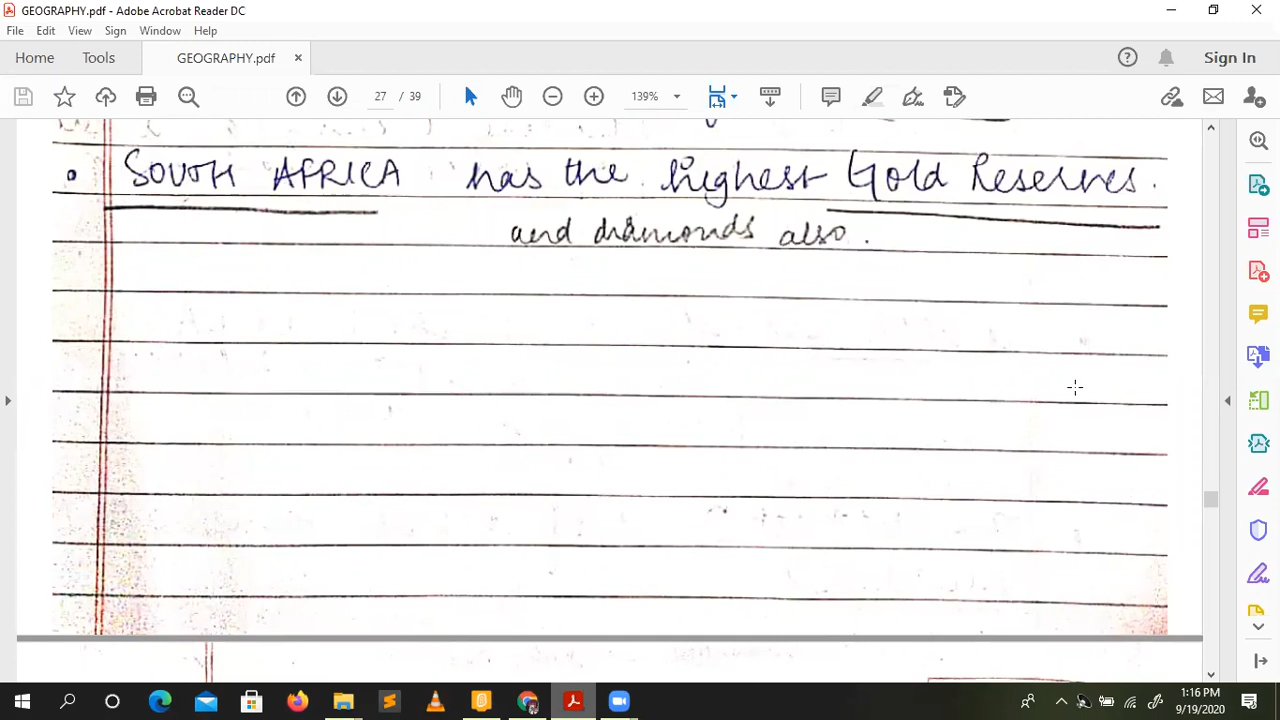 GEOGRAPHY.pdf - Adobe Acrobat Reader DC
File Edit View Sign Window Help
Home Tools GEOGRAPHY.pdf × Sign In
27 / 39 139%
• SOUTH AFRICA has the highest Gold Reserves.
and diamonds also.
1:16 PM
9/19/2020